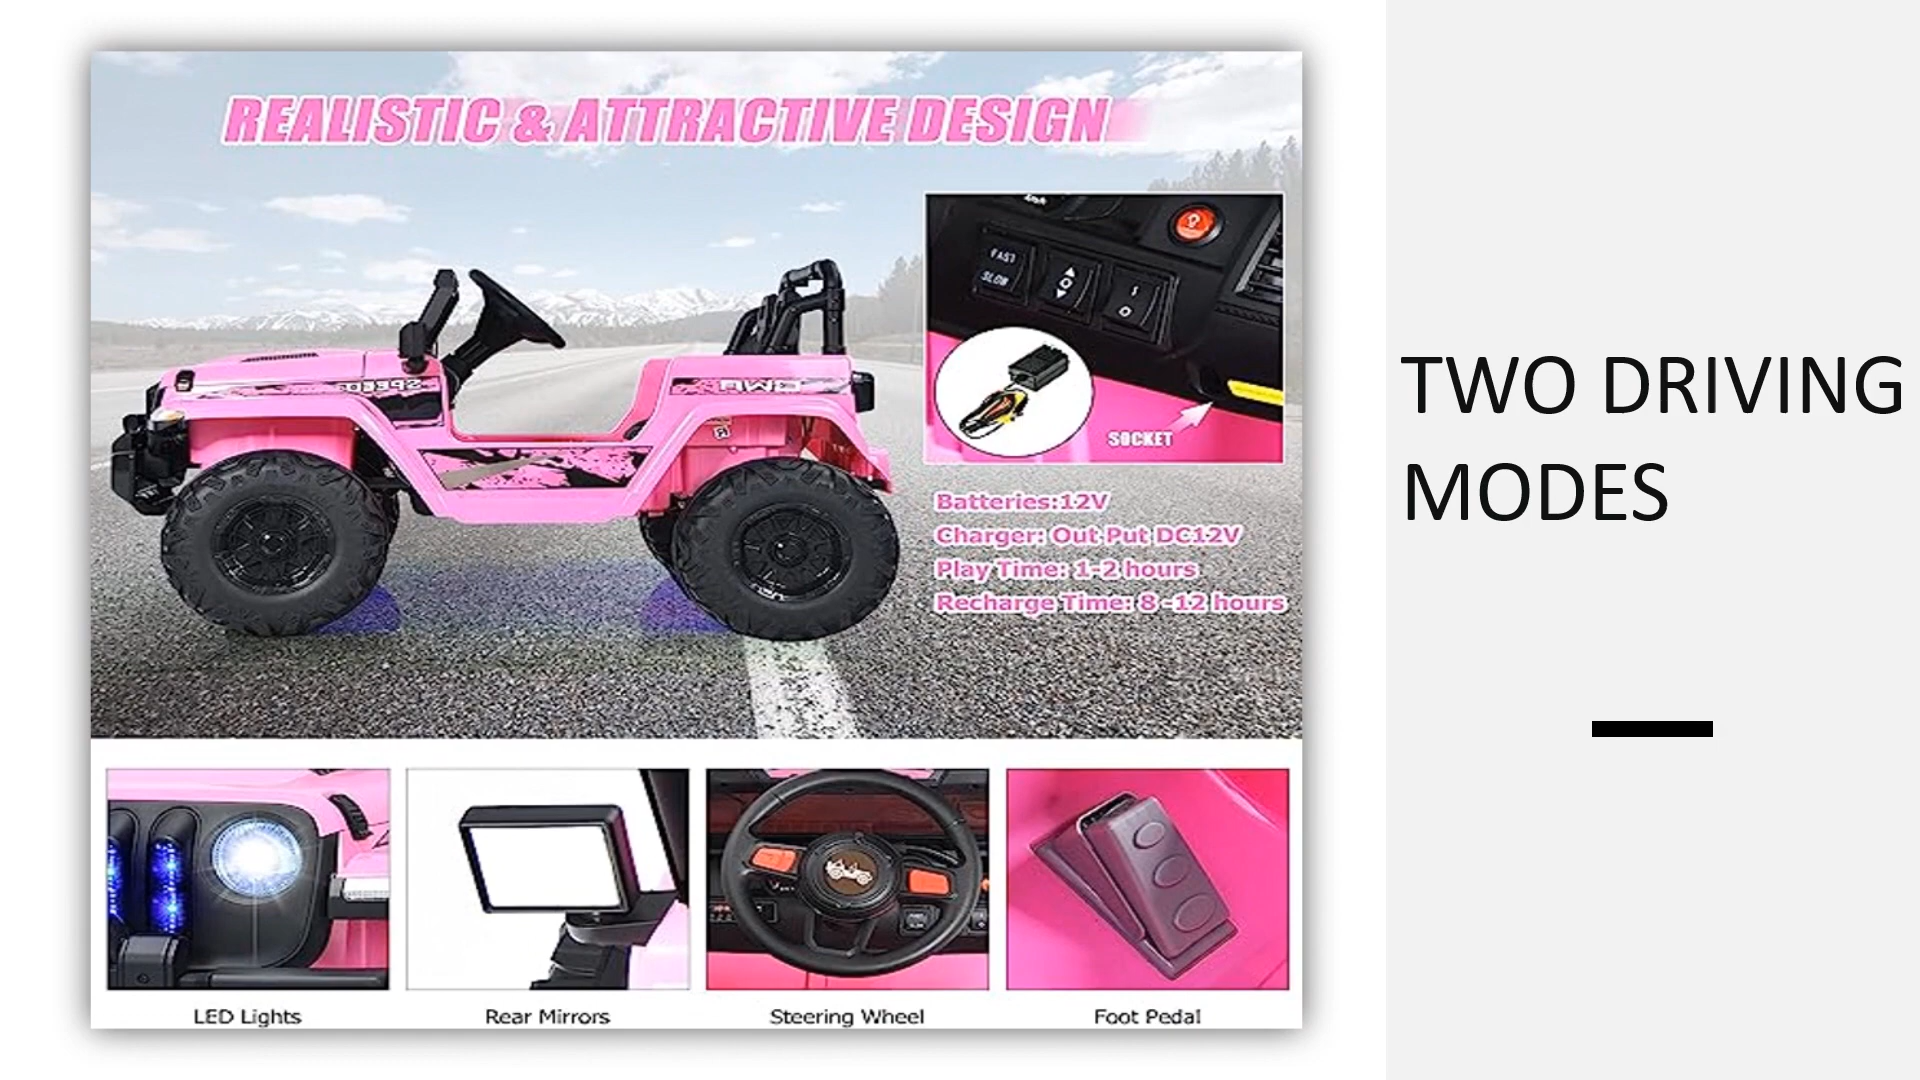 REALISTIC & ATTRACTIVE DESIGN
FAST
SLOW
SOCKET
Batteries:12V
Charger: Out Put DC12V
Play Time: 1-2 hours
Recharge Time: 8 -12 hours
LED Lights
Rear Mirrors
Steering Wheel
Foot Pedal
TWO DRIVING
MODES